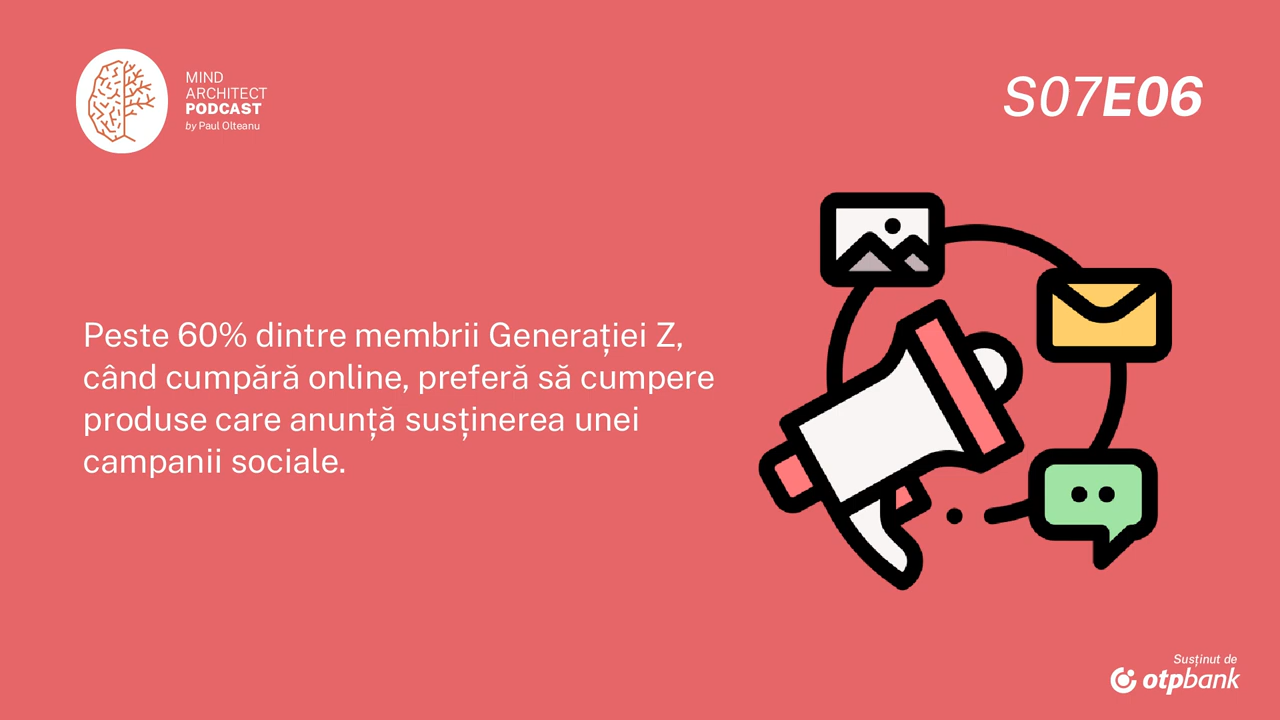 MIND
ARCHITECT
PODCAST
by Paul Olteanu
S07E06
Peste 60% dintre membrii Generației Z,
când cumpără online, preferă să cumpere
produse care anunță susținerea unei
campanii sociale.
Susținut de
otpbank